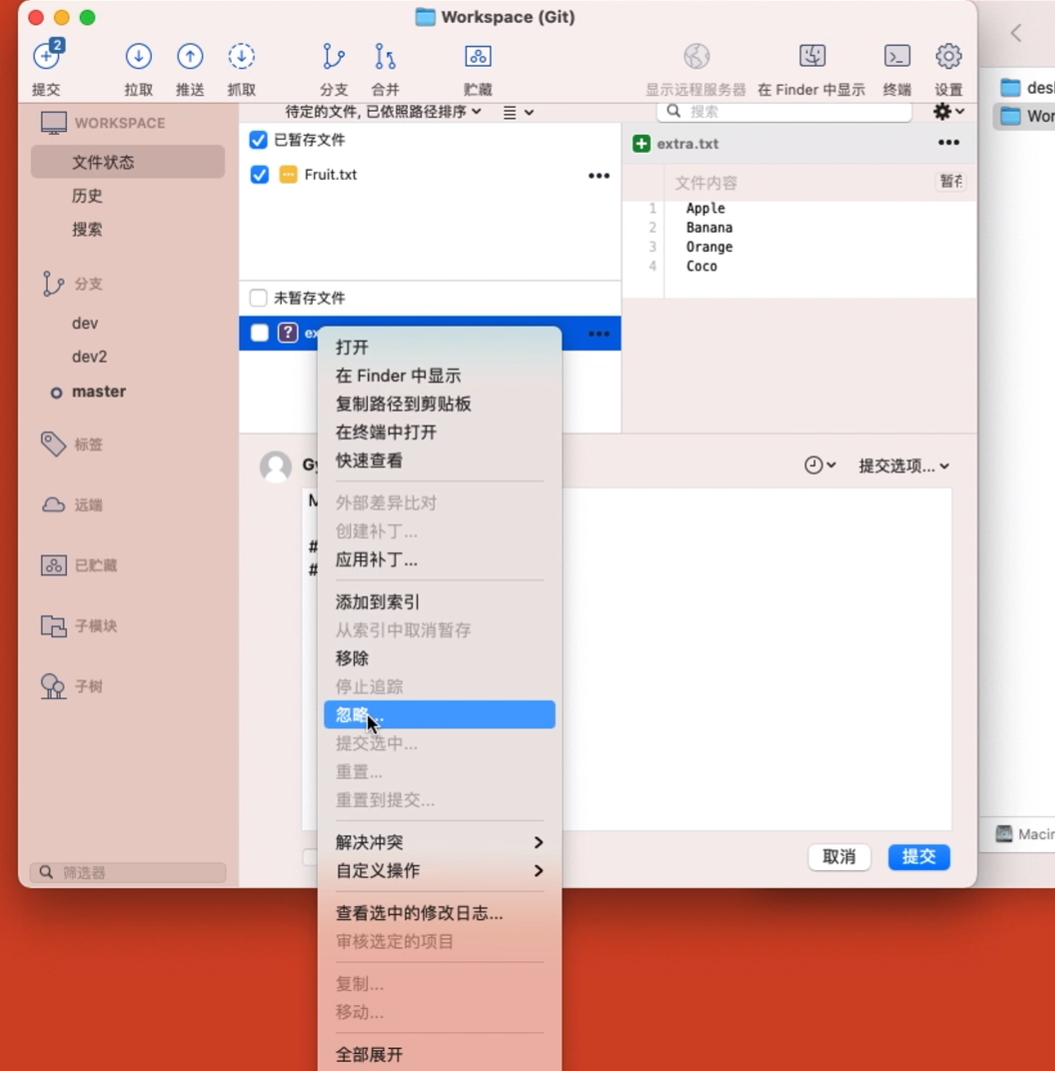 Workspace (Git)
2
提交
拉取
推送
抓取
分支
合并
贮藏
显示远程服务器
在 Finder 中显示
终端
设置
WORKSPACE
文件状态
历史
搜索
分支
dev
dev2
master
标签
远端
已贮藏
子模块
子树
筛选器
待定的文件, 已依照路径排序
搜索
已暂存文件
Fruit.txt
未暂存文件
ex
extra.txt
文件内容
暂存
1 Apple
2 Banana
3 Orange
4 Coco
打开
在 Finder 中显示
复制路径到剪贴板
在终端中打开
快速查看
外部差异比对
创建补丁...
应用补丁...
添加到索引
从索引中取消暂存
移除
停止追踪
忽略...
提交选中...
重置...
重置到提交...
解决冲突
自定义操作
查看选中的修改日志...
审核选定的项目
复制...
移动...
全部展开
Gy
M
#
#
提交选项...
取消
提交
des
Wor
Macin